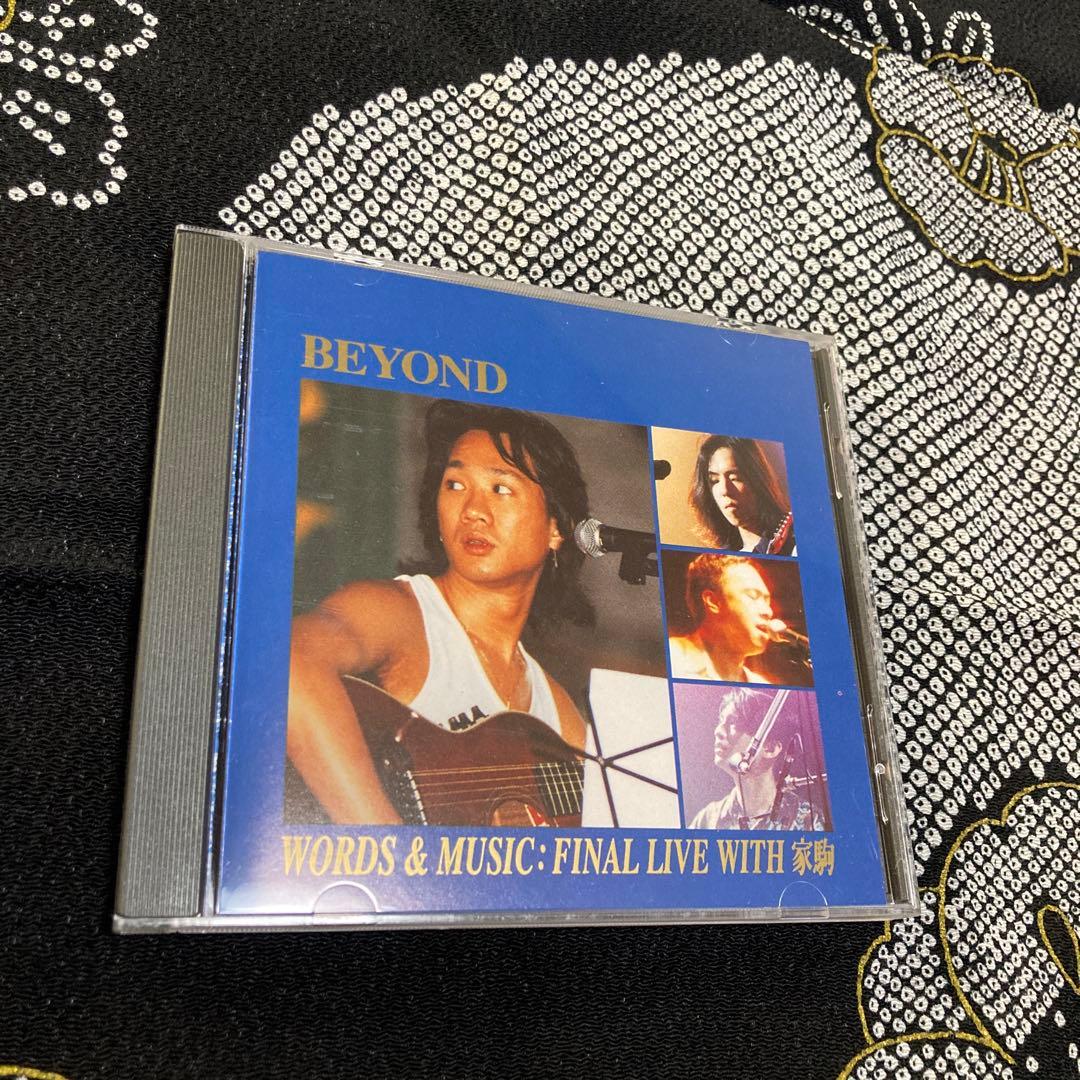 BEYOND
WORDS & MUSIC: FINAL LIVE WITH 家駒